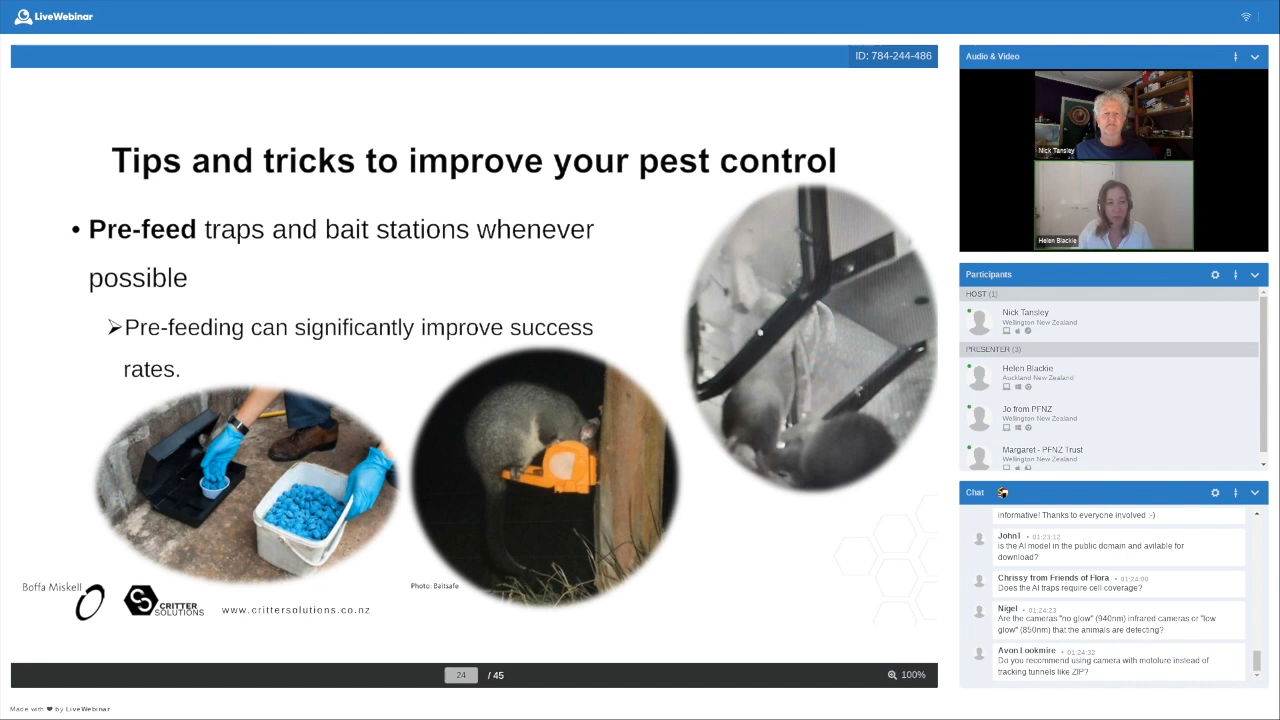 LiveWebinar
ID: 784-244-486
Tips and tricks to improve your pest control
• Pre-feed traps and bait stations whenever
possible
➢Pre-feeding can significantly improve success
rates.
Photo: Baitsafe
Boffa Miskell
CS CRITTER
SOLUTIONS
www.crittersolutions.co.nz
24 / 45
100%
Made with ❤ by LiveWebinar
Audio & Video
Nick Tansley
Helen Blackie
Participants
HOST (1)
Nick Tansley
Wellington New Zealand
PRESENTER (3)
Helen Blackie
Auckland New Zealand
Jo from PFNZ
Wellington New Zealand
Margaret - PFNZ Trust
Wellington New Zealand
Chat
informative! Thanks to everyone involved :-)
John I • 01:23:12
is the AI model in the public domain and avilable for
download?
Chrissy from Friends of Flora • 01:24:00
Does the AI traps require cell coverage?
Nigel • 01:24:23
Are the cameras "no glow" (940nm) infrared cameras or "low
glow" (850nm) that the animals are detecting?
Avon Lookmire • 01:24:32
Do you recommend using camera with motolure instead of
tracking tunnels like ZIP?